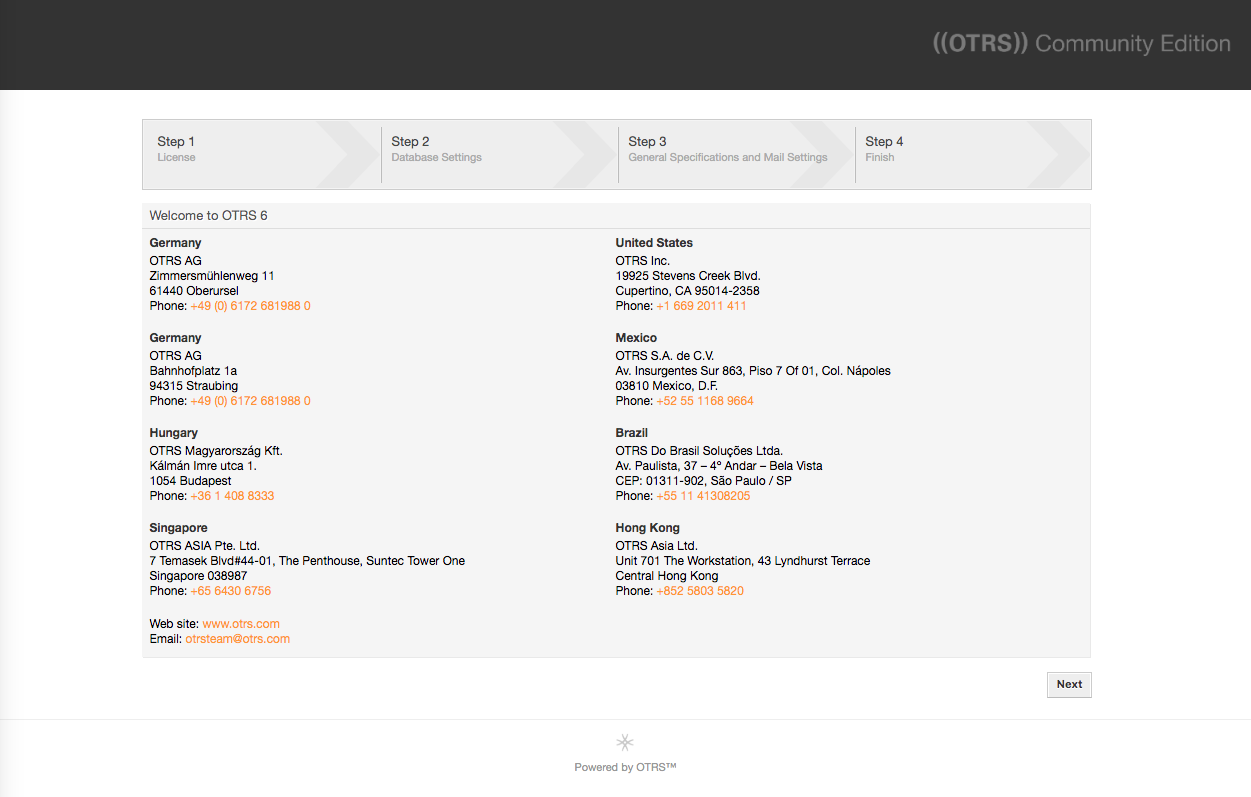 ((OTRS)) Community Edition
Step 1
License
Step 2
Database Settings
Step 3
General Specifications and Mail Settings
Step 4
Finish
Welcome to OTRS 6
Germany
OTRS AG
Zimmersmühlenweg 11
61440 Oberursel
Phone: +49 (0) 6172 681988 0
Germany
OTRS AG
Bahnhofplatz 1a
94315 Straubing
Phone: +49 (0) 6172 681988 0
Hungary
OTRS Magyarország Kft.
Kálmán Imre utca 1.
1054 Budapest
Phone: +36 1 408 8333
Singapore
OTRS ASIA Pte. Ltd.
7 Temasek Blvd#44-01, The Penthouse, Suntec Tower One
Singapore 038987
Phone: +65 6430 6756
United States
OTRS Inc.
19925 Stevens Creek Blvd.
Cupertino, CA 95014-2358
Phone: +1 669 2011 411
Mexico
OTRS S.A. de C.V.
Av. Insurgentes Sur 863, Piso 7 Of 01, Col. Nápoles
03810 Mexico, D.F.
Phone: +52 55 1168 9664
Brazil
OTRS Do Brasil Soluções Ltda.
Av. Paulista, 37 – 4º Andar – Bela Vista
CEP: 01311-902, São Paulo / SP
Phone: +55 11 41308205
Hong Kong
OTRS Asia Ltd.
Unit 701 The Workstation, 43 Lyndhurst Terrace
Central Hong Kong
Phone: +852 5803 5820
Web site: www.otrs.com
Email: otrsteam@otrs.com
Next
Powered by OTRS™